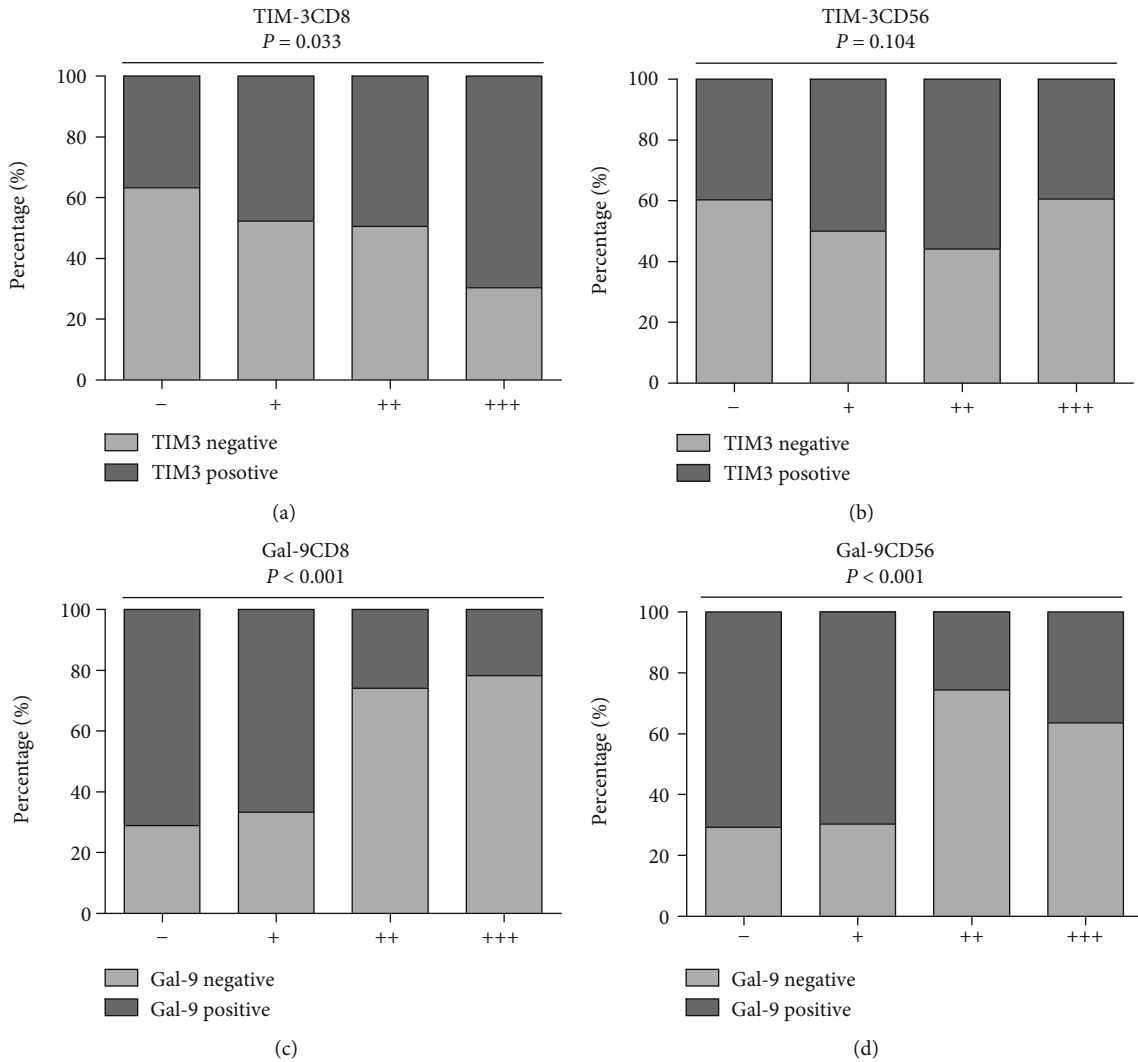 TIM-3CD8
P = 0.033
Percentage (%)
100
80
60
40
20
0
− + ++ +++
TIM3 negative
TIM3 posotive
(a)
TIM-3CD56
P = 0.104
Percentage (%)
100
80
60
40
20
0
− + ++ +++
TIM3 negative
TIM3 posotive
(b)
Gal-9CD8
P < 0.001
Percentage (%)
100
80
60
40
20
0
− + ++ +++
Gal-9 negative
Gal-9 positive
(c)
Gal-9CD56
P < 0.001
Percentage (%)
100
80
60
40
20
0
− + ++ +++
Gal-9 negative
Gal-9 positive
(d)